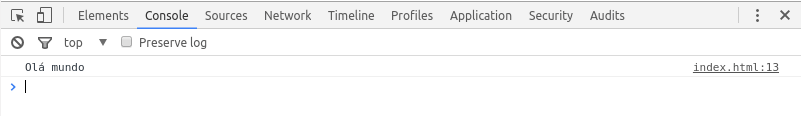 Elements Console Sources Network Timeline Profiles Application Security Audits
top Preserve log
Olá mundo index.html:13